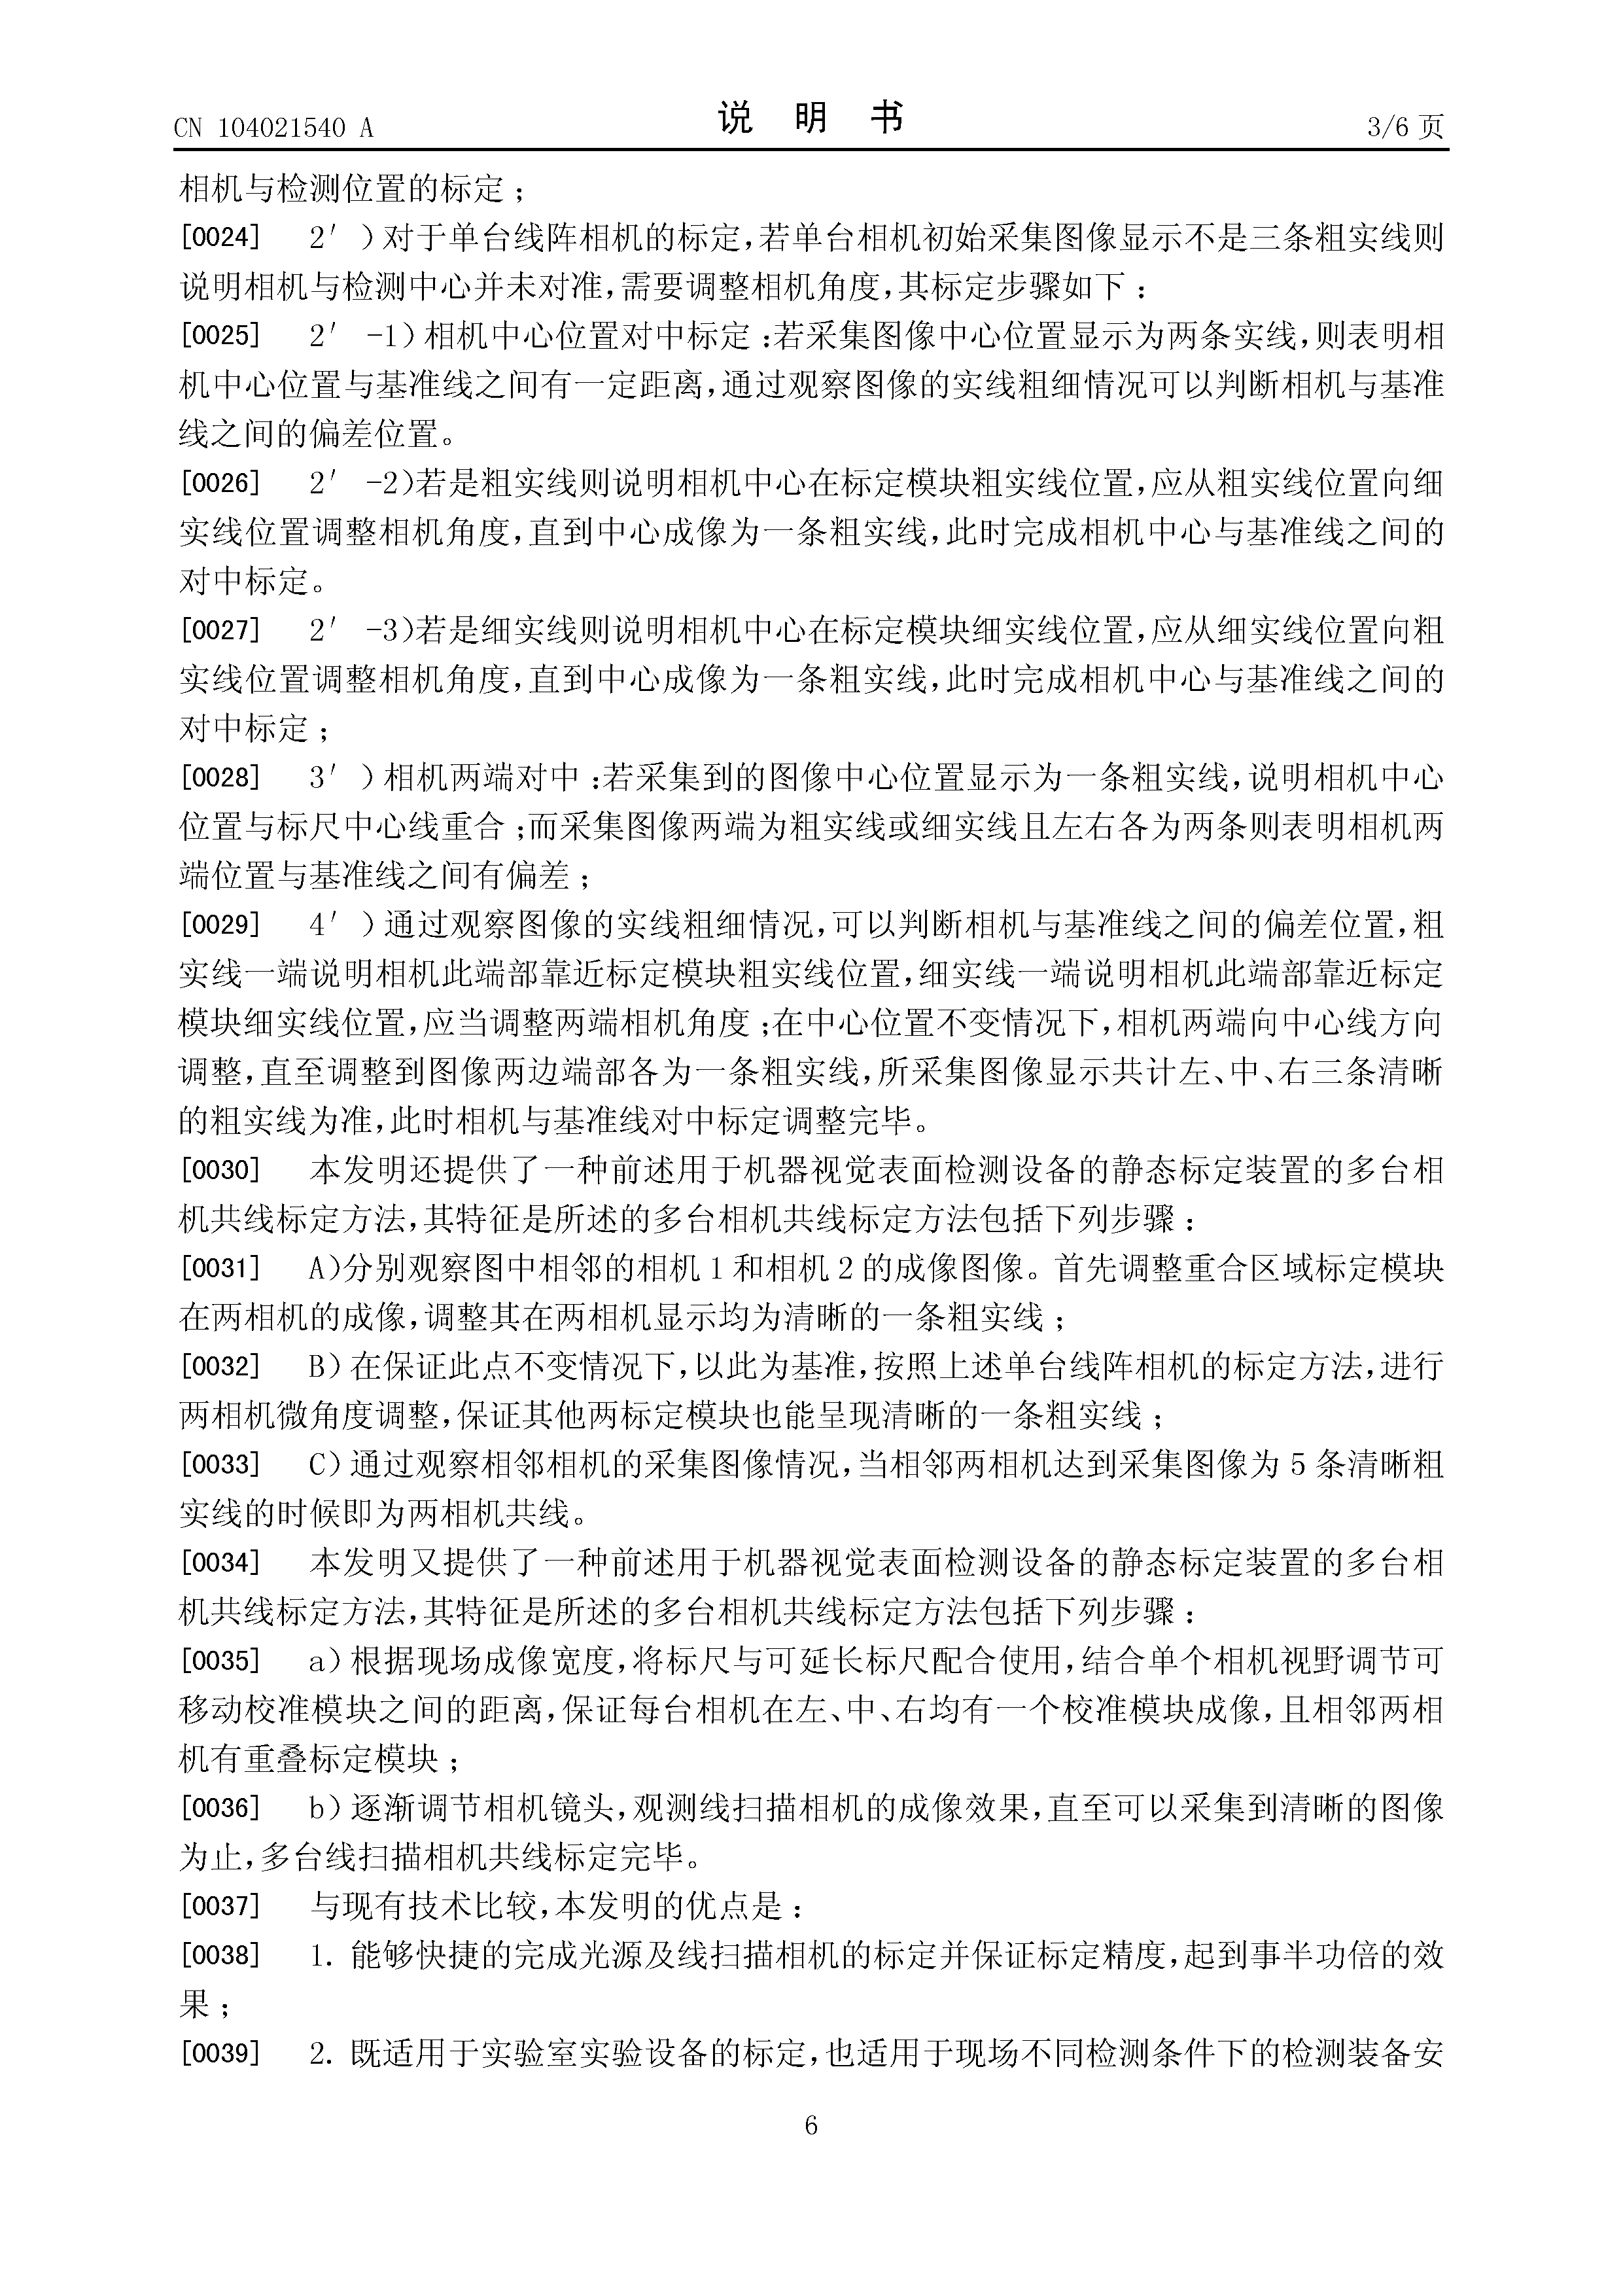 CN 104021540 A
说 明 书
3/6 页
相机与检测位置的标定；
[0024] 2′)对于单台线阵相机的标定,若单台相机初始采集图像显示不是三条粗实线则
说明相机与检测中心并未对准,需要调整相机角度,其标定步骤如下：
[0025] 2′-1)相机中心位置对中标定：若采集图像中心位置显示为两条实线,则表明相
机中心位置与基准线之间有一定距离,通过观察图像的实线粗细情况可以判断相机与基准
线之间的偏差位置。
[0026] 2′-2)若是粗实线则说明相机中心在标定模块粗实线位置,应从粗实线位置向细
实线位置调整相机角度,直到中心成像为一条粗实线,此时完成相机中心与基准线之间的
对中标定。
[0027] 2′-3)若是细实线则说明相机中心在标定模块细实线位置,应从细实线位置向粗
实线位置调整相机角度,直到中心成像为一条粗实线,此时完成相机中心与基准线之间的
对中标定；
[0028] 3′)相机两端对中：若采集到的图像中心位置显示为一条粗实线,说明相机中心
位置与标尺中心线重合；而采集图像两端为粗实线或细实线且左右各为两条则表明相机两
端位置与基准线之间有偏差；
[0029] 4′)通过观察图像的实线粗细情况,可以判断相机与基准线之间的偏差位置,粗
实线一端说明相机此端部靠近标定模块粗实线位置,细实线一端说明相机此端部靠近标定
模块细实线位置,应当调整两端相机角度；在中心位置不变情况下,相机两端向中心线方向
调整,直至调整到图像两边端部各为一条粗实线,所采集图像显示共计左、中、右三条清晰
的粗实线为准,此时相机与基准线对中标定调整完毕。
[0030] 本发明还提供了一种前述用于机器视觉表面检测设备的静态标定装置的多台相
机共线标定方法,其特征是所述的多台相机共线标定方法包括下列步骤：
[0031] A)分别观察图中相邻的相机 1 和相机 2 的成像图像。首先调整重合区域标定模块
在两相机的成像,调整其在两相机显示均为清晰的一条粗实线；
[0032] B)在保证此点不变情况下,以此为基准,按照上述单台线阵相机的标定方法,进行
两相机微角度调整,保证其他两标定模块也能呈现清晰的一条粗实线；
[0033] C)通过观察相邻相机的采集图像情况,当相邻两相机达到采集图像为 5 条清晰粗
实线的时候即为两相机共线。
[0034] 本发明又提供了一种前述用于机器视觉表面检测设备的静态标定装置的多台相
机共线标定方法,其特征是所述的多台相机共线标定方法包括下列步骤：
[0035] a)根据现场成像宽度,将标尺与可延长标尺配合使用,结合单个相机视野调节可
移动校准模块之间的距离,保证每台相机在左、中、右均有一个校准模块成像,且相邻两相
机有重叠标定模块；
[0036] b)逐渐调节相机镜头,观测线扫描相机的成像效果,直至可以采集到清晰的图像
为止,多台线扫描相机共线标定完毕。
[0037] 与现有技术比较,本发明的优点是：
[0038] 1. 能够快捷的完成光源及线扫描相机的标定并保证标定精度,起到事半功倍的效
果；
[0039] 2. 既适用于实验室实验设备的标定,也适用于现场不同检测条件下的检测装备安
6